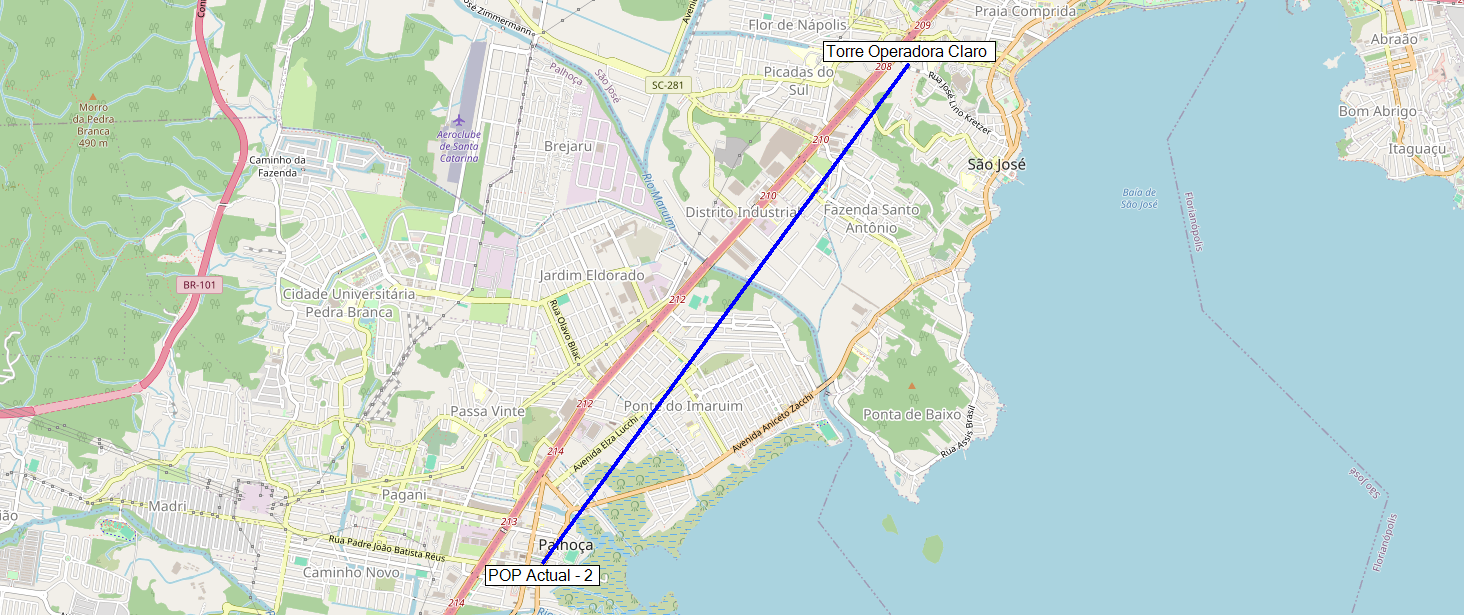 José Zimmermann
Flor de Nápolis
209
Praia Comprida
Torre Operadora Claro
Abraão
Palhoça
São José
SC-281
Picadas do
Sul
208
Rua José Lino Kretzer
Morro
da Pedra
Branca
490 m
Aeroclube
de Santa
Catarina
Brejaru
210
Bom Abrigo
Itaguaçu
Caminho da
Fazenda
Rio Maruim
210
São José
Baía de
São José
Florianópolis
Distrito Industrial
Fazenda Santo
Antônio
BR-101
Cidade Universitária
Pedra Branca
Jardim Eldorado
212
Rua Olavo Bilac
Passa Vinte
212
Ponte do Imaruim
Avenida Aniceto Zacchi
Ponta de Baixo
Rua Assis Brasil
Avenida Elza Lucchi
214
Pagani
Madri
213
São José
Florianópolis
Rua Padre João Batista Réus
Palhoça
Caminho Novo
POP Actual - 2
214